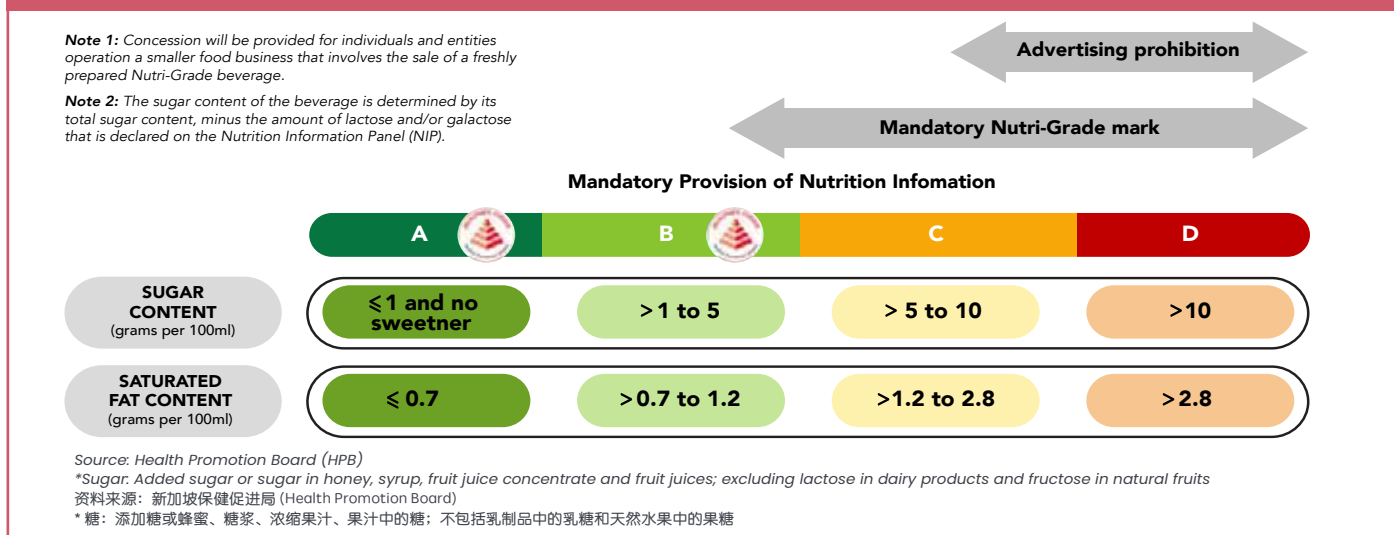 Note 1: Concession will be provided for individuals and entities
operation a smaller food business that involves the sale of a freshly
prepared Nutri-Grade beverage.
Note 2: The sugar content of the beverage is determined by its
total sugar content, minus the amount of lactose and/or galactose
that is declared on the Nutrition Information Panel (NIP).
Advertising prohibition
Mandatory Nutri-Grade mark
Mandatory Provision of Nutrition Infomation
A B C D
SUGAR
CONTENT
(grams per 100ml)
⩽1 and no
sweetner
>1 to 5
> 5 to 10
>10
SATURATED
FAT CONTENT
(grams per 100ml)
⩽ 0.7
>0.7 to 1.2
>1.2 to 2.8
>2.8
Source: Health Promotion Board (HPB)
*Sugar: Added sugar or sugar in honey, syrup, fruit juice concentrate and fruit juices; excluding lactose in dairy products and fructose in natural fruits
资料来源：新加坡保健促进局 (Health Promotion Board)
* 糖：添加糖或蜂蜜、糖浆、浓缩果汁、果汁中的糖；不包括乳制品中的乳糖和天然水果中的果糖